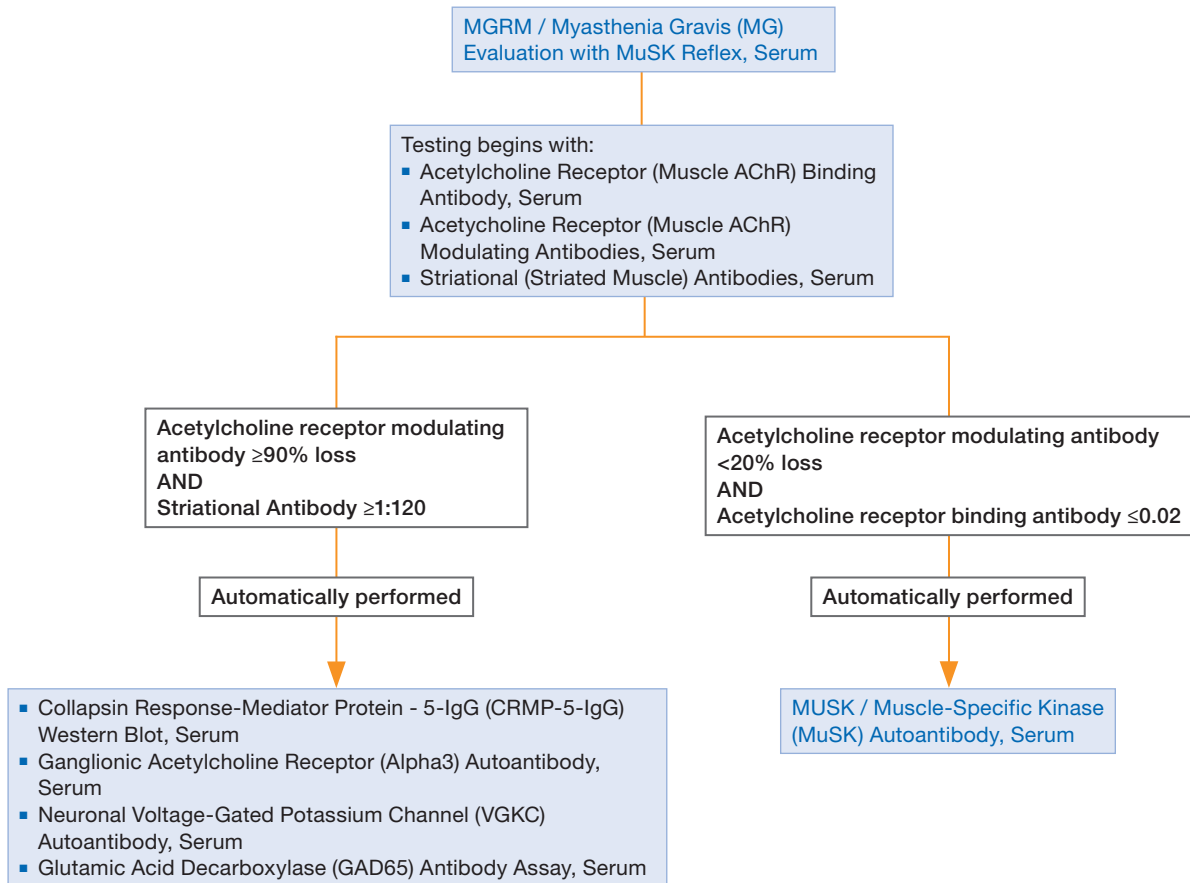 MGRM / Myasthenia Gravis (MG)
Evaluation with MuSK Reflex, Serum
Testing begins with:
▪ Acetylcholine Receptor (Muscle AChR) Binding
Antibody, Serum
▪ Acetycholine Receptor (Muscle AChR)
Modulating Antibodies, Serum
▪ Striational (Striated Muscle) Antibodies, Serum
Acetylcholine receptor modulating
antibody ≥90% loss
AND
Striational Antibody ≥1:120
Acetylcholine receptor modulating antibody
<20% loss
AND
Acetylcholine receptor binding antibody ≤0.02
Automatically performed
Automatically performed
▪ Collapsin Response-Mediator Protein - 5-IgG (CRMP-5-IgG)
Western Blot, Serum
▪ Ganglionic Acetylcholine Receptor (Alpha3) Autoantibody,
Serum
▪ Neuronal Voltage-Gated Potassium Channel (VGKC)
Autoantibody, Serum
▪ Glutamic Acid Decarboxylase (GAD65) Antibody Assay, Serum
MUSK / Muscle-Specific Kinase
(MuSK) Autoantibody, Serum